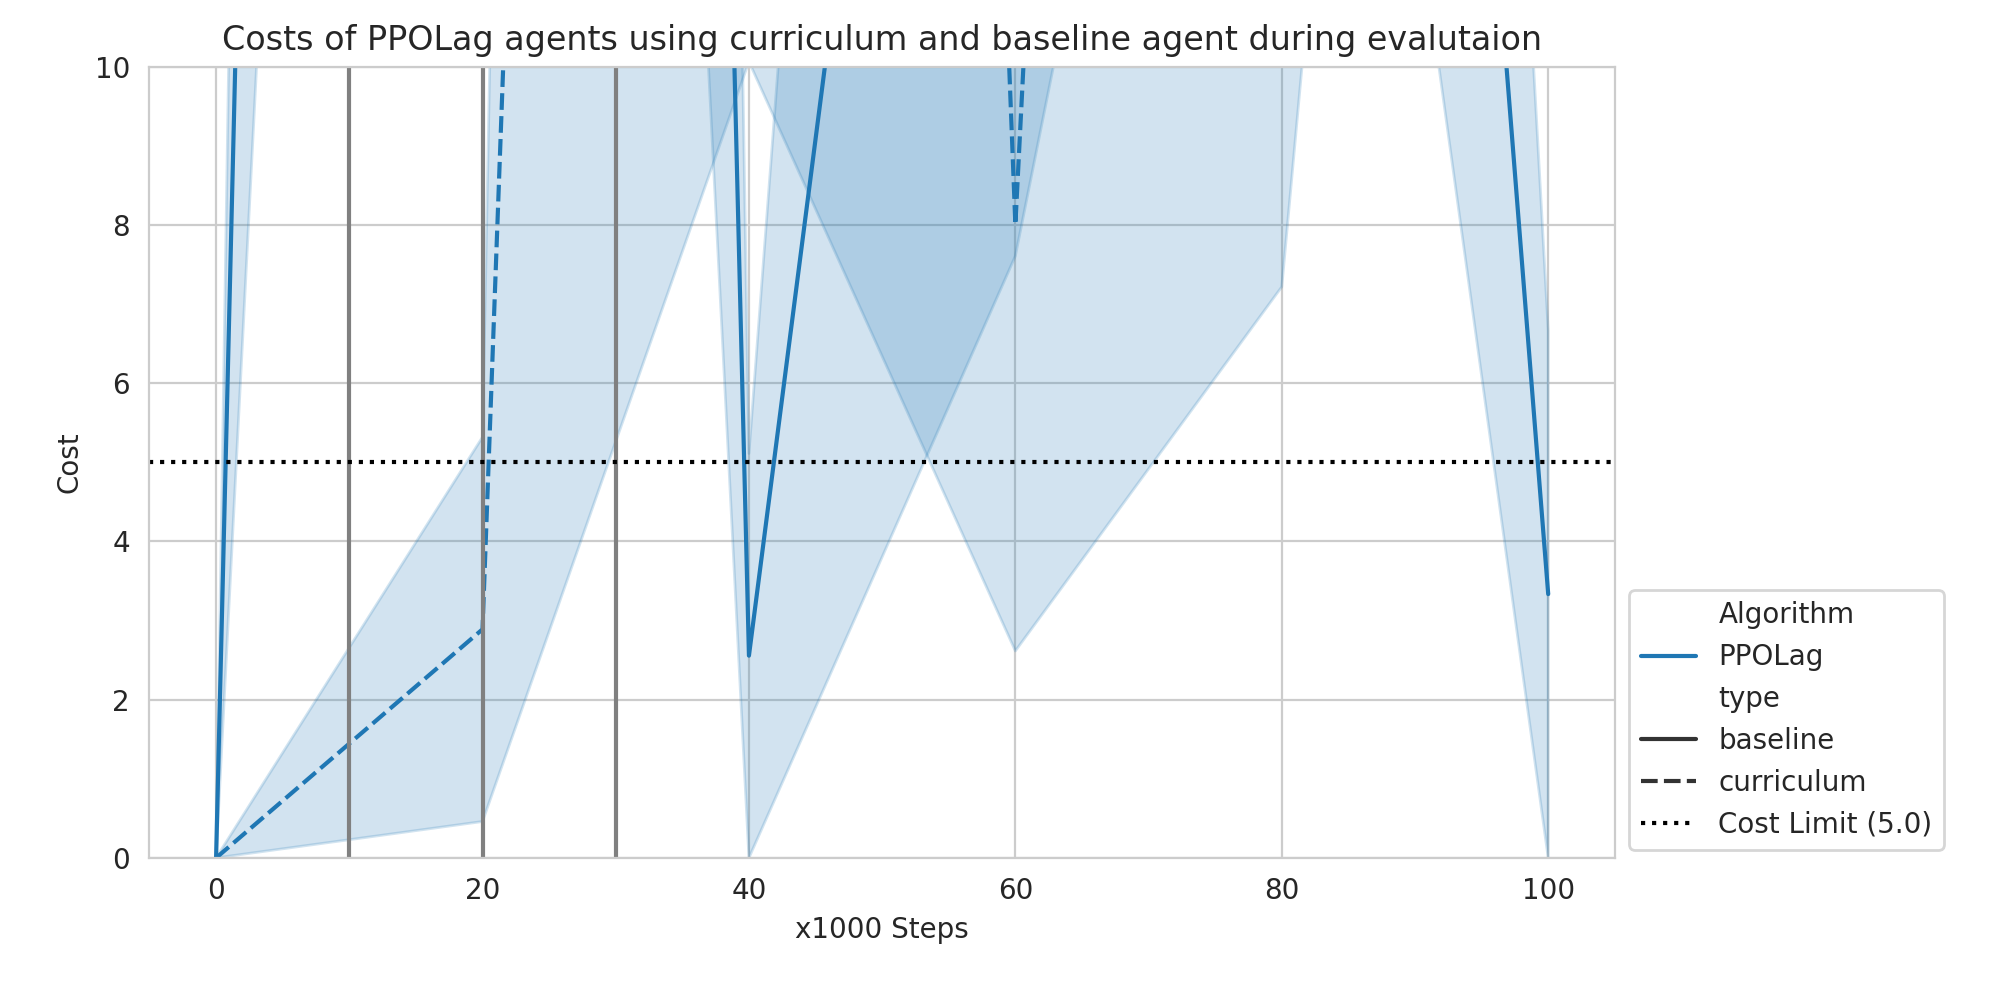 Costs of PPOLag agents using curriculum and baseline agent during evalutaion
10
8
6
4
2
0
Cost
0 20 40 60 80 100
x1000 Steps
Algorithm
PPOLag
type
baseline
curriculum
Cost Limit (5.0)